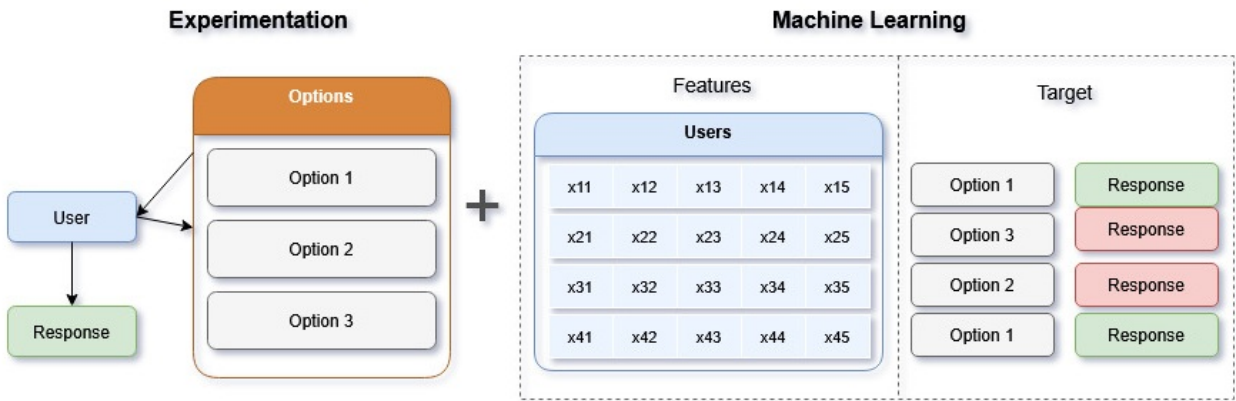 Experimentation
Machine Learning
Options
Option 1
Option 2
Option 3
User
Response
+
Features
Users
x11 x12 x13 x14 x15
x21 x22 x23 x24 x25
x31 x32 x33 x34 x35
x41 x42 x43 x44 x45
Target
Option 1 Response
Option 3 Response
Option 2 Response
Option 1 Response